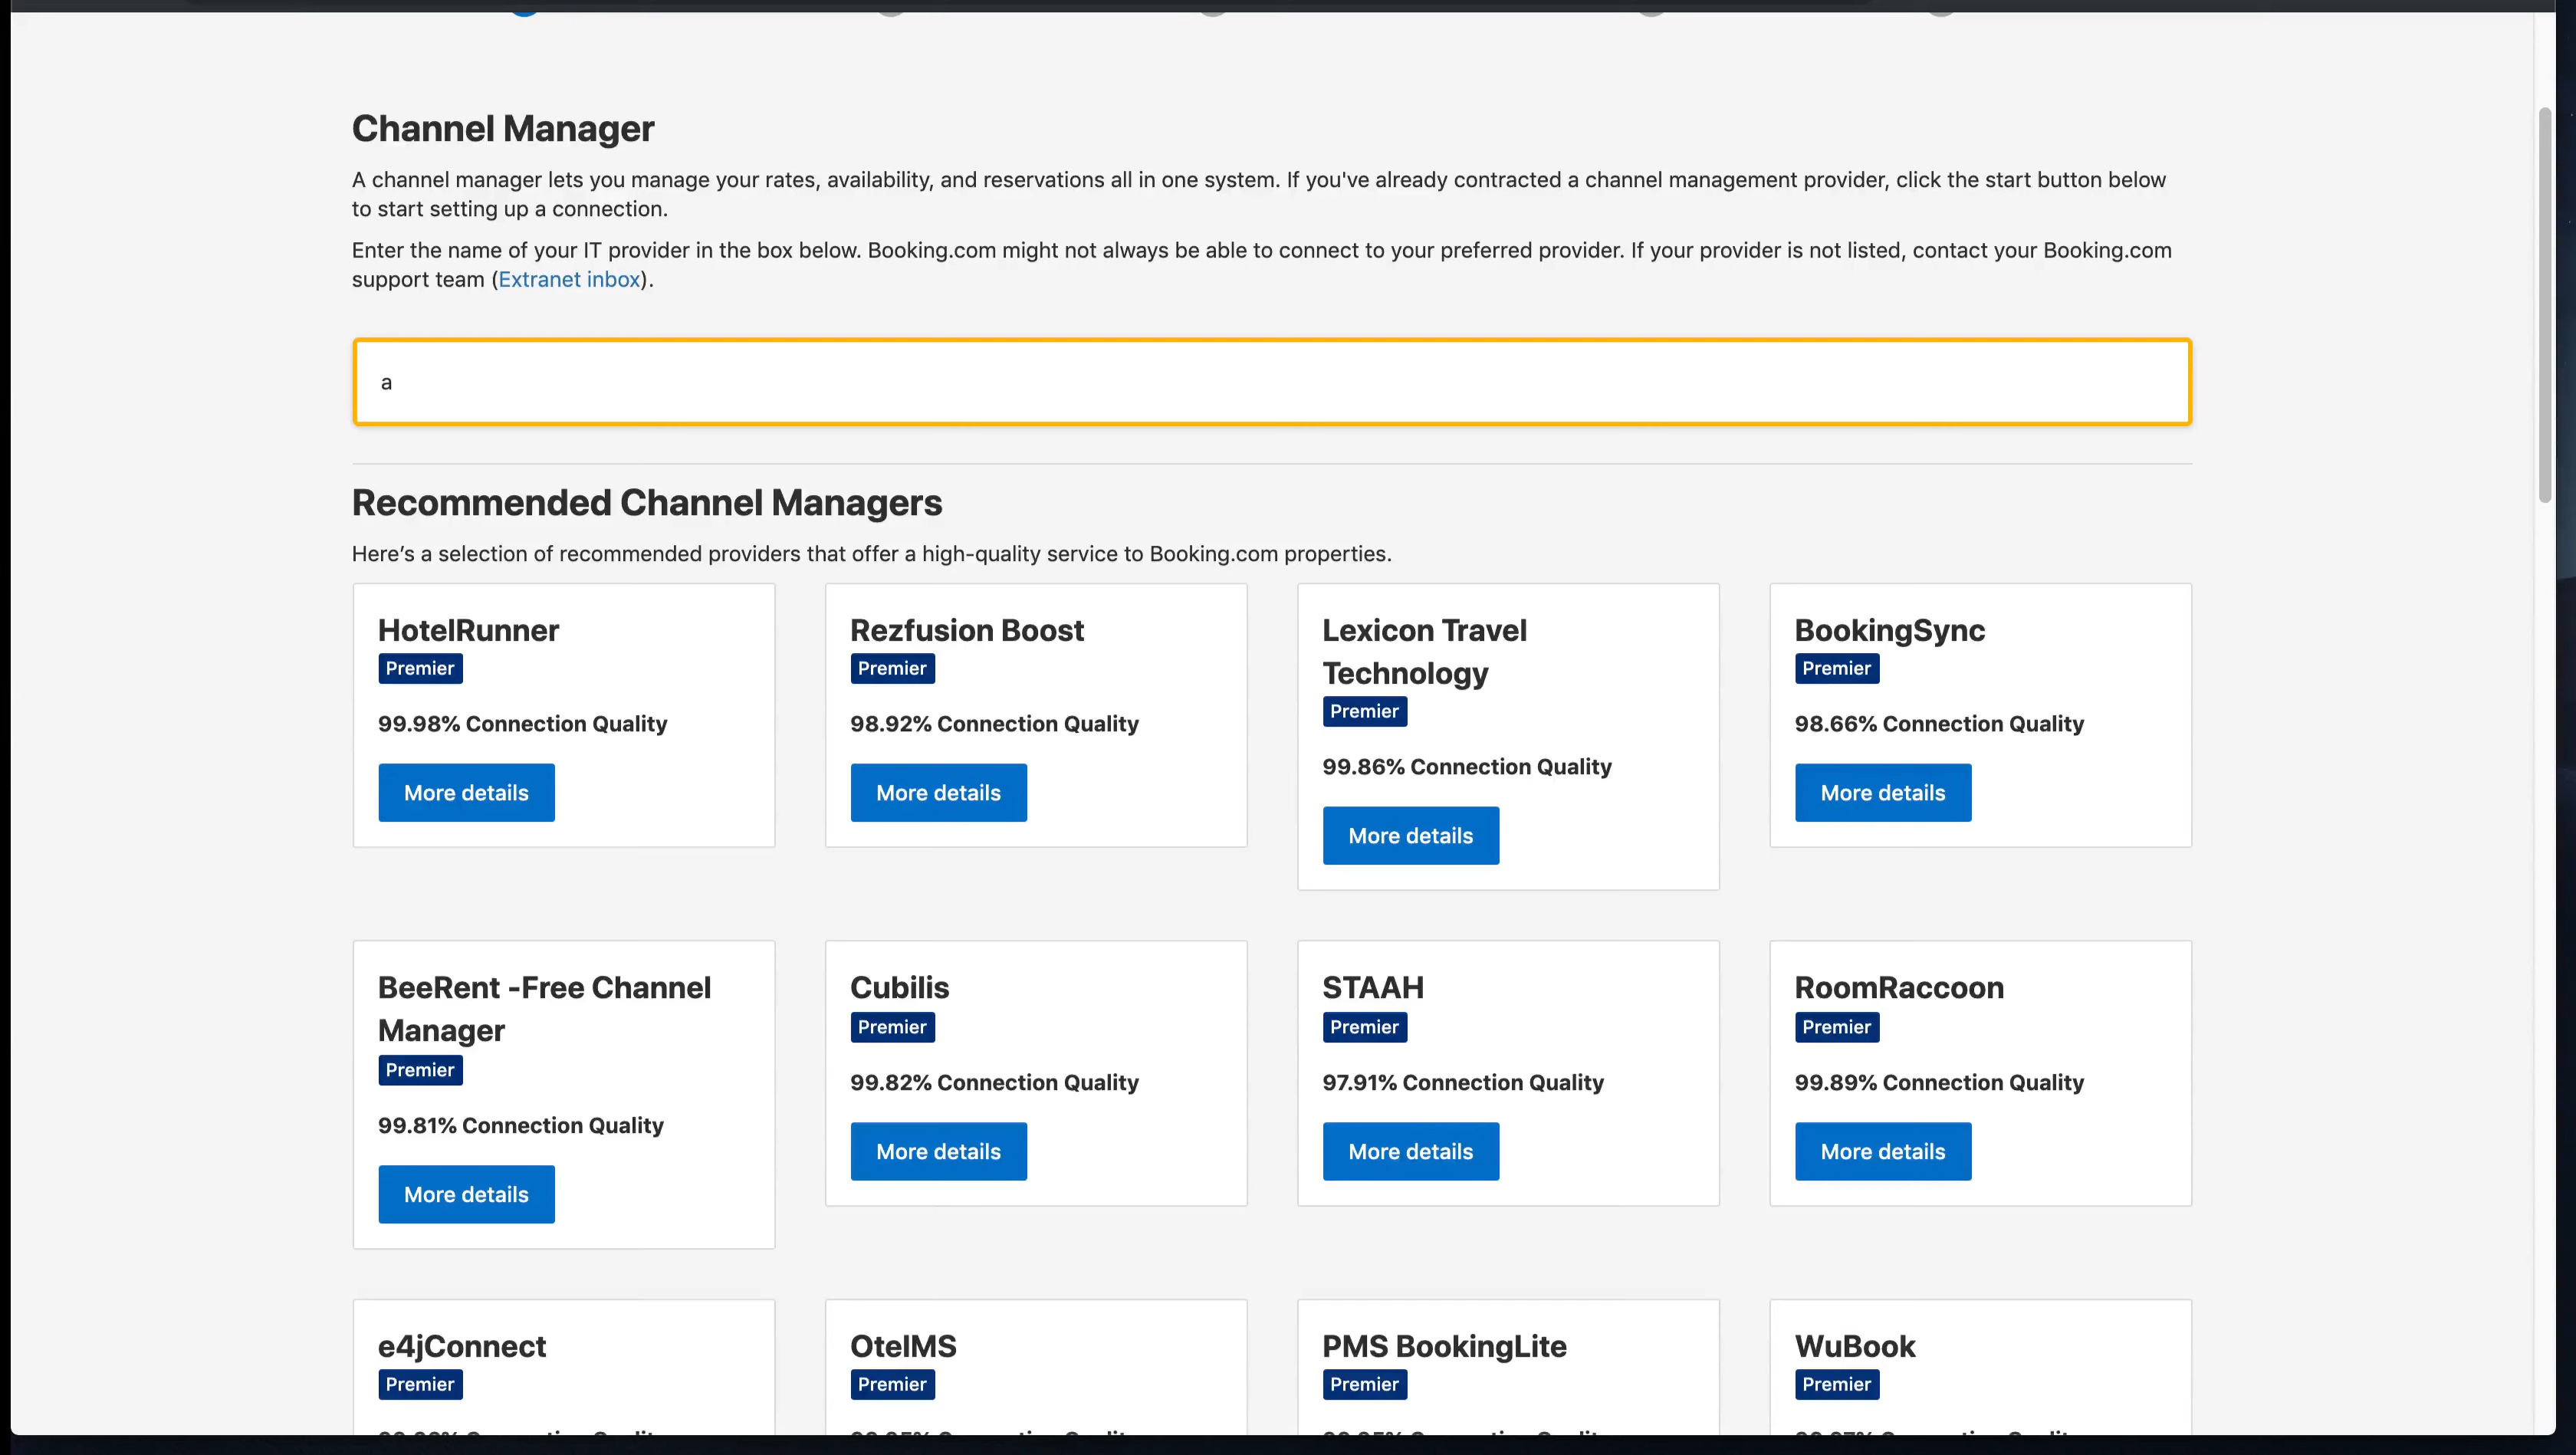 Channel Manager
A channel manager lets you manage your rates, availability, and reservations all in one system. If you've already contracted a channel management provider, click the start button below
to start setting up a connection.
Enter the name of your IT provider in the box below. Booking.com might not always be able to connect to your preferred provider. If your provider is not listed, contact your Booking.com
support team (Extranet inbox).
a
Recommended Channel Managers
Here’s a selection of recommended providers that offer a high-quality service to Booking.com properties.
HotelRunner
Premier
99.98% Connection Quality
More details
Rezfusion Boost
Premier
98.92% Connection Quality
More details
Lexicon Travel
Technology
Premier
99.86% Connection Quality
More details
BookingSync
Premier
98.66% Connection Quality
More details
BeeRent -Free Channel
Manager
Premier
99.81% Connection Quality
More details
Cubilis
Premier
99.82% Connection Quality
More details
STAAH
Premier
97.91% Connection Quality
More details
RoomRaccoon
Premier
99.89% Connection Quality
More details
e4jConnect
Premier
OtelMS
Premier
PMS BookingLite
Premier
WuBook
Premier